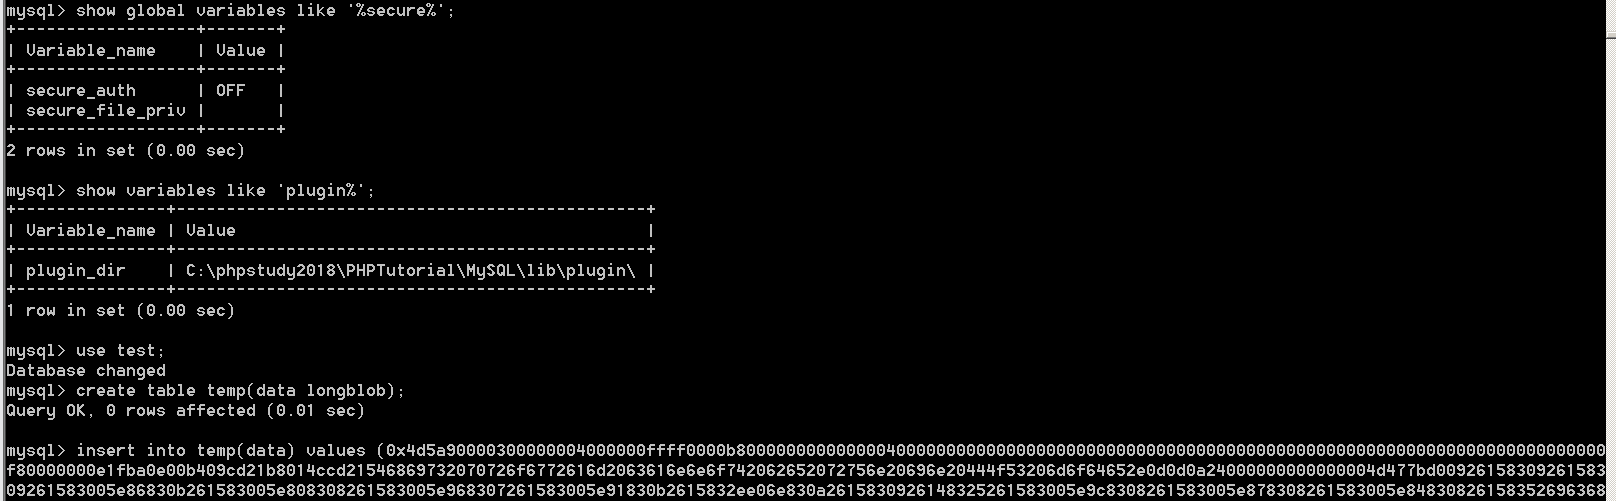 mysql> show global variables like '%secure%';
+------------------+-------+
| Variable_name    | Value |
+------------------+-------+
| secure_auth      | OFF   |
| secure_file_priv |       |
+------------------+-------+
2 rows in set (0.00 sec)
mysql> show variables like 'plugin%';
+---------------+-----------------------------------------------+
| Variable_name | Value                                         |
+---------------+-----------------------------------------------+
| plugin_dir    | C:\phpstudy2018\PHPTutorial\MySQL\lib\plugin\ |
+---------------+-----------------------------------------------+
1 row in set (0.00 sec)
mysql> use test;
Database changed
mysql> create table temp(data longblob);
Query OK, 0 rows affected (0.01 sec)
mysql> insert into temp(data) values